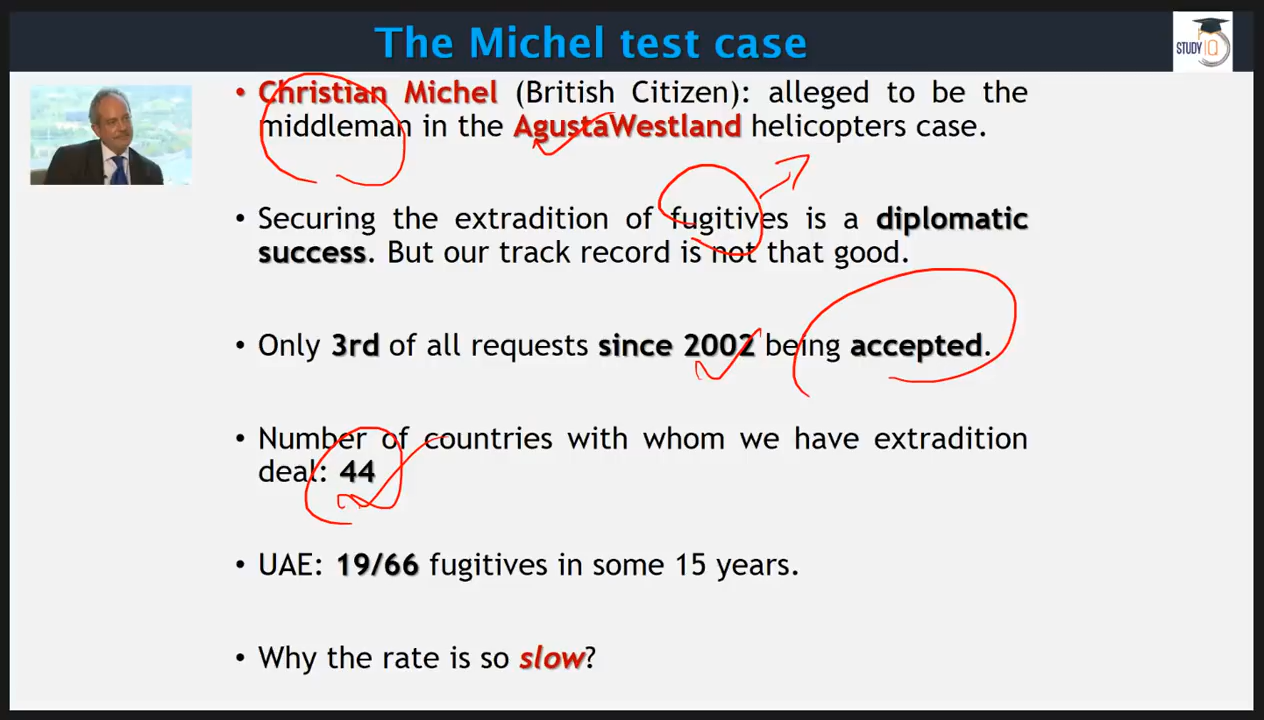 The Michel test case
STUDY IQ
• Christian Michel (British Citizen): alleged to be the
middleman in the AgustaWestland helicopters case.
• Securing the extradition of fugitives is a diplomatic
success. But our track record is not that good.
• Only 3rd of all requests since 2002 being accepted.
• Number of countries with whom we have extradition
deal: 44
• UAE: 19/66 fugitives in some 15 years.
• Why the rate is so slow?